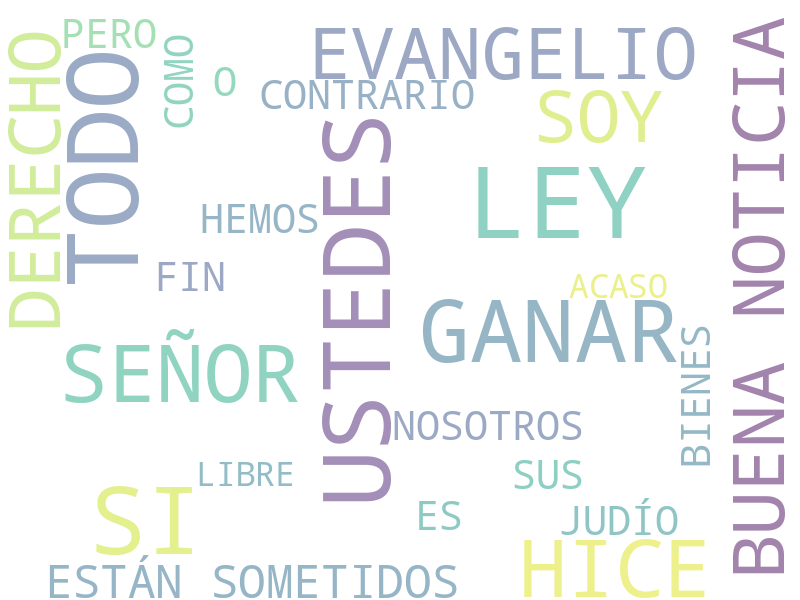 PERO
EVANGELIO
DERECHO
TODO
COMO
O
CONTRARIO
SOY
BUENA NOTICIA
USTEDES
LEY
HEMOS
FIN
ACASO
GANAR
SEÑOR
BIENES
NOSOTROS
LIBRE
SUS
SI
ES
JUDÍO
HICE
ESTÁN SOMETIDOS